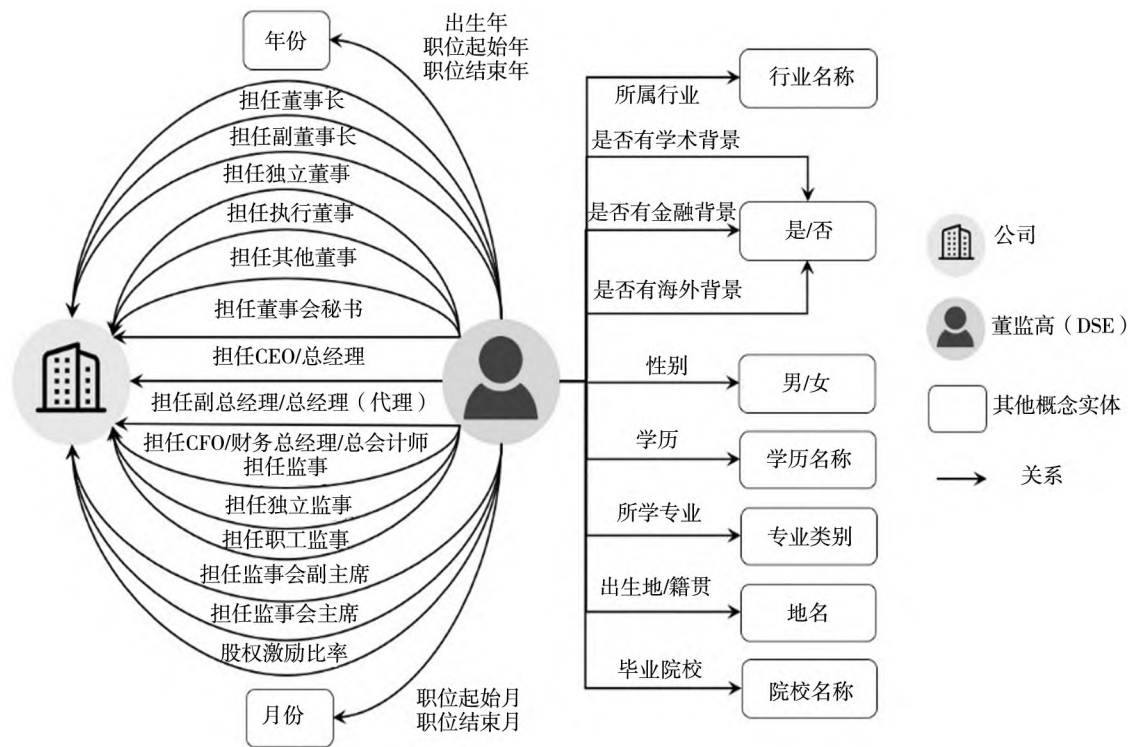 年份
出生年
职位起始年
职位结束年
担任董事长
担任副董事长
担任独立董事
担任执行董事
担任其他董事
担任董事会秘书
担任CEO/总经理
担任副总经理/总经理（代理）
担任CFO/财务总经理/总会计师
担任监事
担任独立监事
担任职工监事
担任监事会副主席
担任监事会主席
股权激励比率
月份
职位起始月
职位结束月
所属行业
行业名称
是否有学术背景
是否有金融背景
是/否
是否有海外背景
性别
男/女
学历
学历名称
所学专业
专业类别
出生地/籍贯
地名
毕业院校
院校名称
公司
董监高（DSE）
其他概念实体
关系